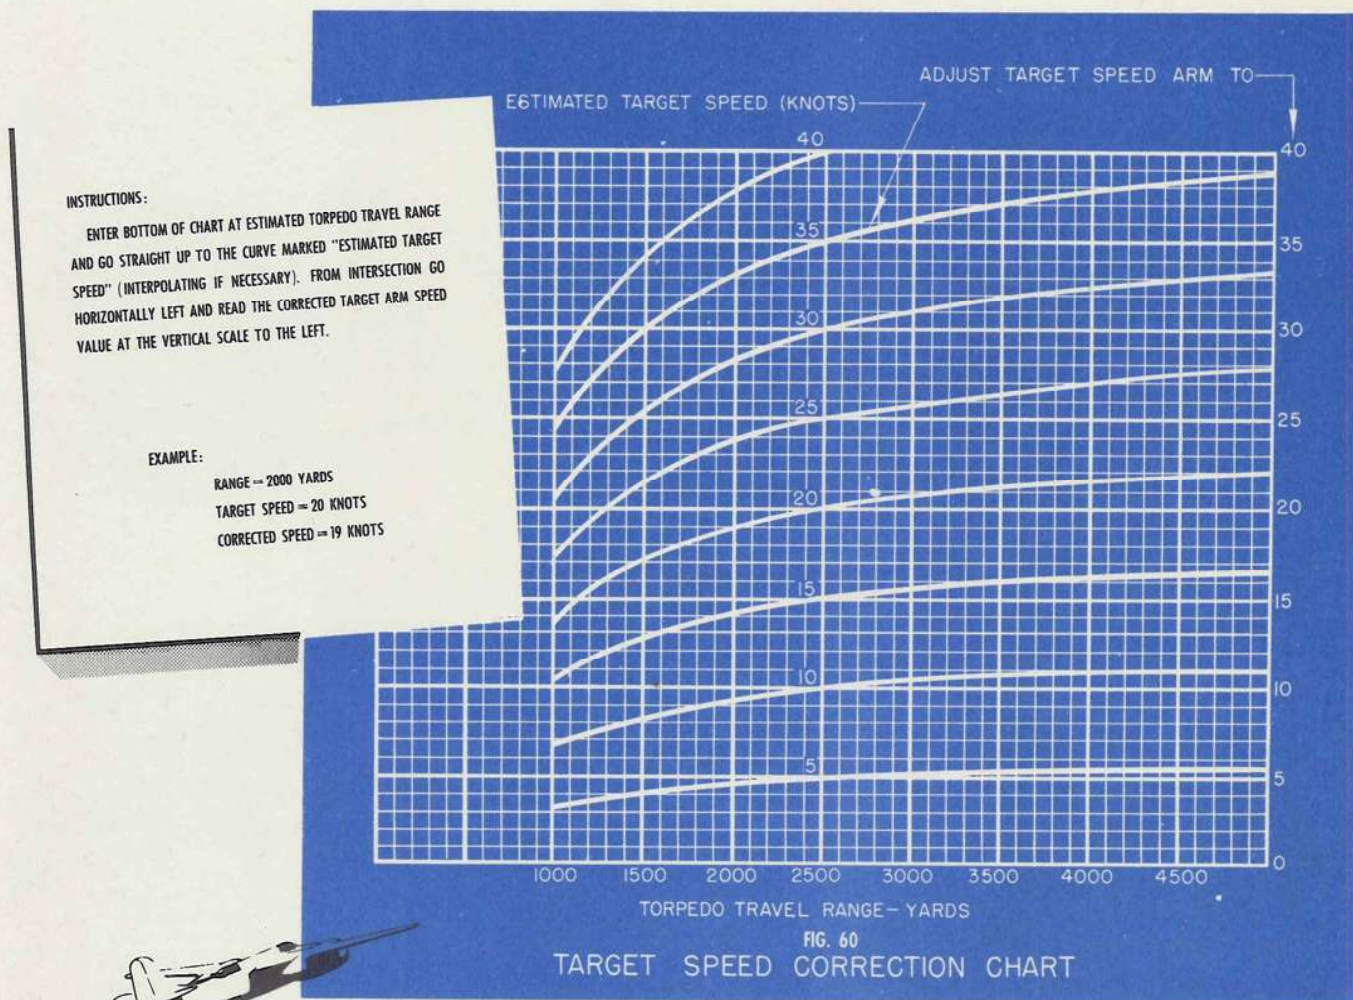 INSTRUCTIONS:
ENTER BOTTOM OF CHART AT ESTIMATED TORPEDO TRAVEL RANGE
AND GO STRAIGHT UP TO THE CURVE MARKED "ESTIMATED TARGET
SPEED" (INTERPOLATING IF NECESSARY). FROM INTERSECTION GO
HORIZONTALLY LEFT AND READ THE CORRECTED TARGET ARM SPEED
VALUE AT THE VERTICAL SCALE TO THE LEFT.
EXAMPLE:
RANGE = 2000 YARDS
TARGET SPEED = 20 KNOTS
CORRECTED SPEED = 19 KNOTS
ADJUST TARGET SPEED ARM TO
ESTIMATED TARGET SPEED (KNOTS)
40
35
30
25
20
15
10
5
40
35
30
25
20
15
10
5
0
1000 1500 2000 2500 3000 3500 4000 4500
TORPEDO TRAVEL RANGE—YARDS
FIG. 60
TARGET SPEED CORRECTION CHART